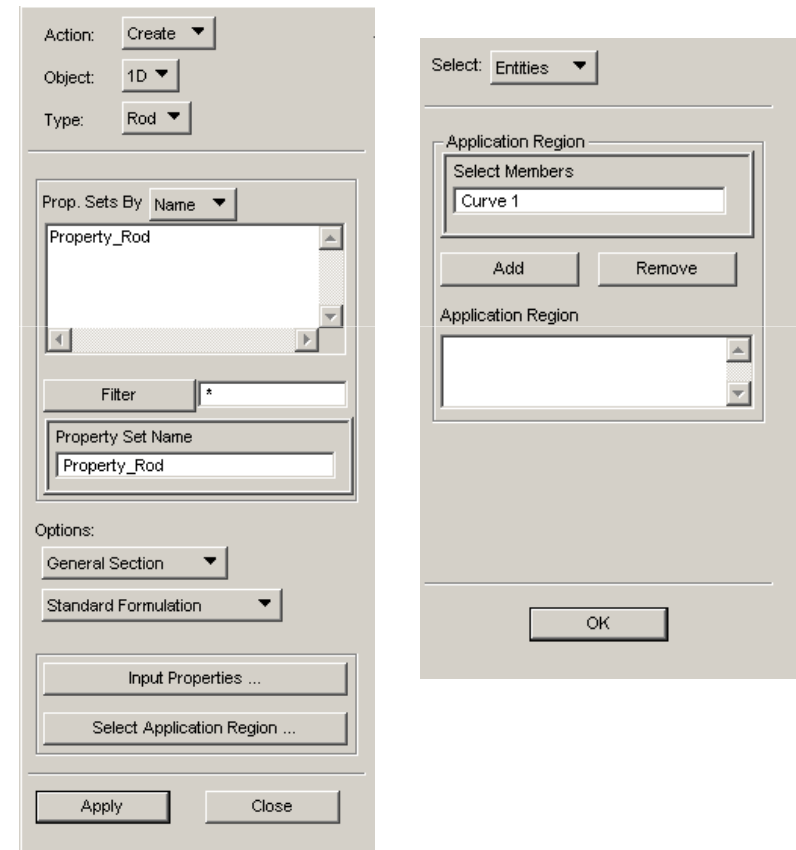 Action: Create
Object: 1D
Type: Rod
Prop. Sets By Name
Property_Rod
Filter *
Property Set Name
Property_Rod
Options:
General Section
Standard Formulation
Input Properties ...
Select Application Region ...
Apply Close
Select: Entities
Application Region
Select Members
Curve 1
Add Remove
Application Region
OK